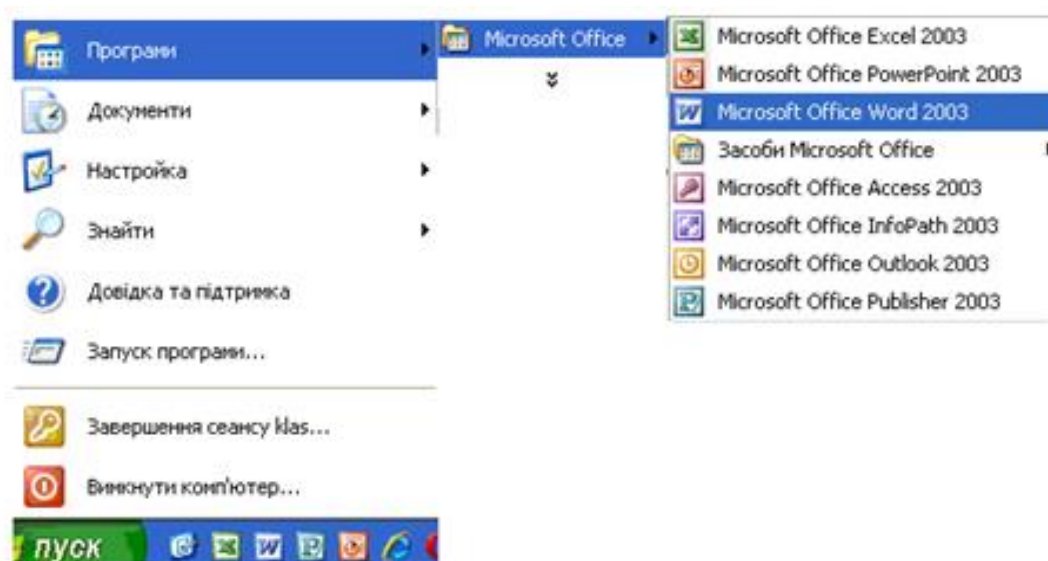 Програми
Документи
Настройка
Знайти
Довідка та підтримка
Запуск програми...
Завершення сеансу klas...
Вимкнути комп'ютер...
пуск
Microsoft Office
Microsoft Office Excel 2003
Microsoft Office PowerPoint 2003
Microsoft Office Word 2003
Засоби Microsoft Office
Microsoft Office Access 2003
Microsoft Office InfoPath 2003
Microsoft Office Outlook 2003
Microsoft Office Publisher 2003